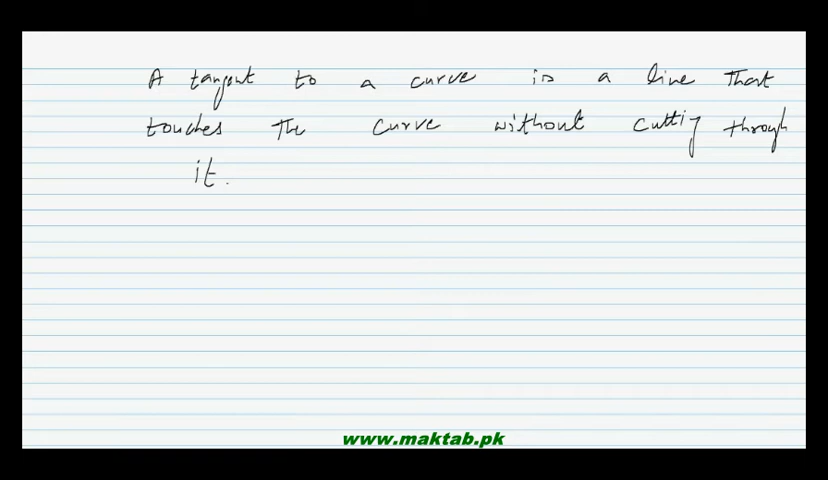 A tangent to a curve is a line that
touches the curve without cutting through
it.
www.maktab.pk